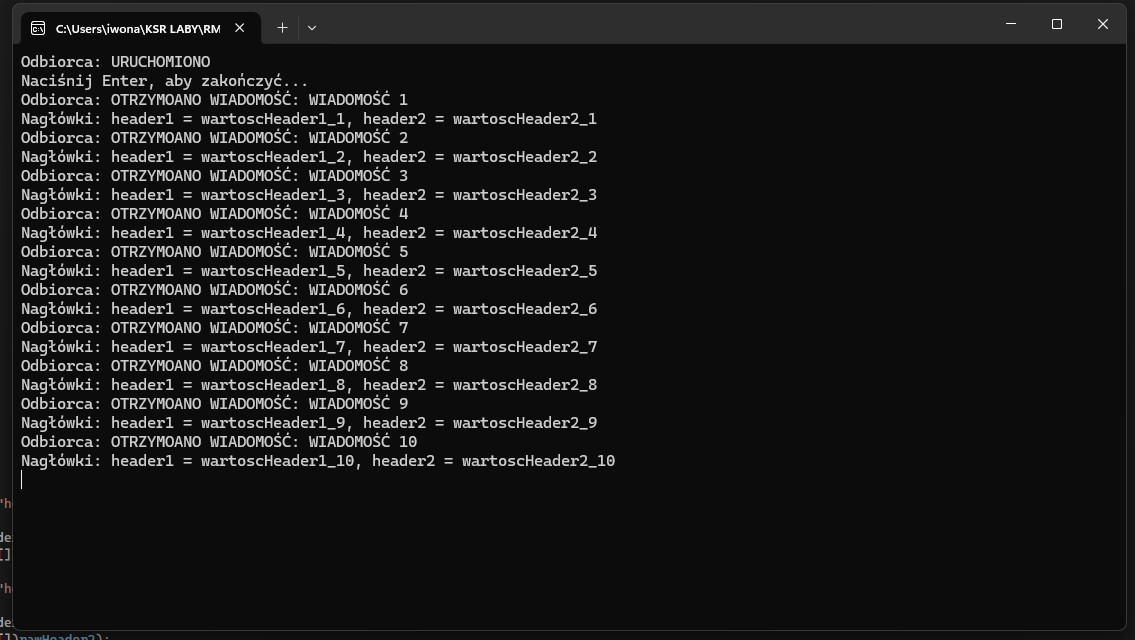 C:\Users\iwona\KSR LABY\RM
Odbiorca: URUCHOMIONO
Naciśnij Enter, aby zakończyć...
Odbiorca: OTRZYMOANO WIADOMOŚĆ: WIADOMOŚĆ 1
Nagłówki: header1 = wartoscHeader1_1, header2 = wartoscHeader2_1
Odbiorca: OTRZYMOANO WIADOMOŚĆ: WIADOMOŚĆ 2
Nagłówki: header1 = wartoscHeader1_2, header2 = wartoscHeader2_2
Odbiorca: OTRZYMOANO WIADOMOŚĆ: WIADOMOŚĆ 3
Nagłówki: header1 = wartoscHeader1_3, header2 = wartoscHeader2_3
Odbiorca: OTRZYMOANO WIADOMOŚĆ: WIADOMOŚĆ 4
Nagłówki: header1 = wartoscHeader1_4, header2 = wartoscHeader2_4
Odbiorca: OTRZYMOANO WIADOMOŚĆ: WIADOMOŚĆ 5
Nagłówki: header1 = wartoscHeader1_5, header2 = wartoscHeader2_5
Odbiorca: OTRZYMOANO WIADOMOŚĆ: WIADOMOŚĆ 6
Nagłówki: header1 = wartoscHeader1_6, header2 = wartoscHeader2_6
Odbiorca: OTRZYMOANO WIADOMOŚĆ: WIADOMOŚĆ 7
Nagłówki: header1 = wartoscHeader1_7, header2 = wartoscHeader2_7
Odbiorca: OTRZYMOANO WIADOMOŚĆ: WIADOMOŚĆ 8
Nagłówki: header1 = wartoscHeader1_8, header2 = wartoscHeader2_8
Odbiorca: OTRZYMOANO WIADOMOŚĆ: WIADOMOŚĆ 9
Nagłówki: header1 = wartoscHeader1_9, header2 = wartoscHeader2_9
Odbiorca: OTRZYMOANO WIADOMOŚĆ: WIADOMOŚĆ 10
Nagłówki: header1 = wartoscHeader1_10, header2 = wartoscHeader2_10
"he
de
[]
"he
de
[])rawHeader2);